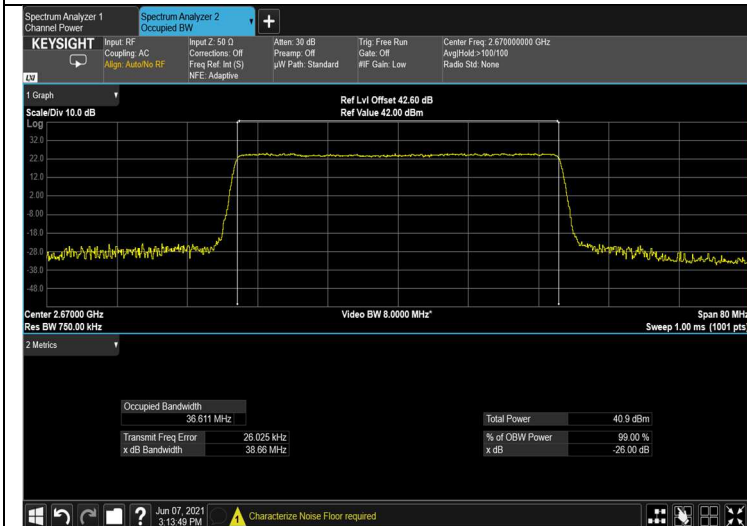 Spectrum Analyzer 1
Channel Power
Spectrum Analyzer 2
Occupied BW
KEYSIGHT
LXI
Input: RF
Coupling: AC
Align: Auto/No RF
Input Z: 50 Ω
Corrections: Off
Freq Ref: Int (S)
NFE: Adaptive
Atten: 30 dB
Preamp: Off
µW Path: Standard
Trig: Free Run
Gate: Off
#IF Gain: Low
Center Freq: 2.670000000 GHz
Avg|Hold:>100/100
Radio Std: None
1 Graph
Scale/Div 10.0 dB
Ref Lvl Offset 42.60 dB
Ref Value 42.00 dBm
Log
32.0
22.0
12.0
2.00
-8.00
-18.0
-28.0
-38.0
-48.0
Center 2.67000 GHz
Res BW 750.00 kHz
Video BW 8.0000 MHz*
Span 80 MHz
Sweep 1.00 ms (1001 pts)
2 Metrics
Occupied Bandwidth
36.611 MHz
Transmit Freq Error 26.025 kHz
x dB Bandwidth 38.66 MHz
Total Power 40.9 dBm
% of OBW Power 99.00 %
x dB -26.00 dB
Jun 07, 2021
3:13:49 PM
Characterize Noise Floor required